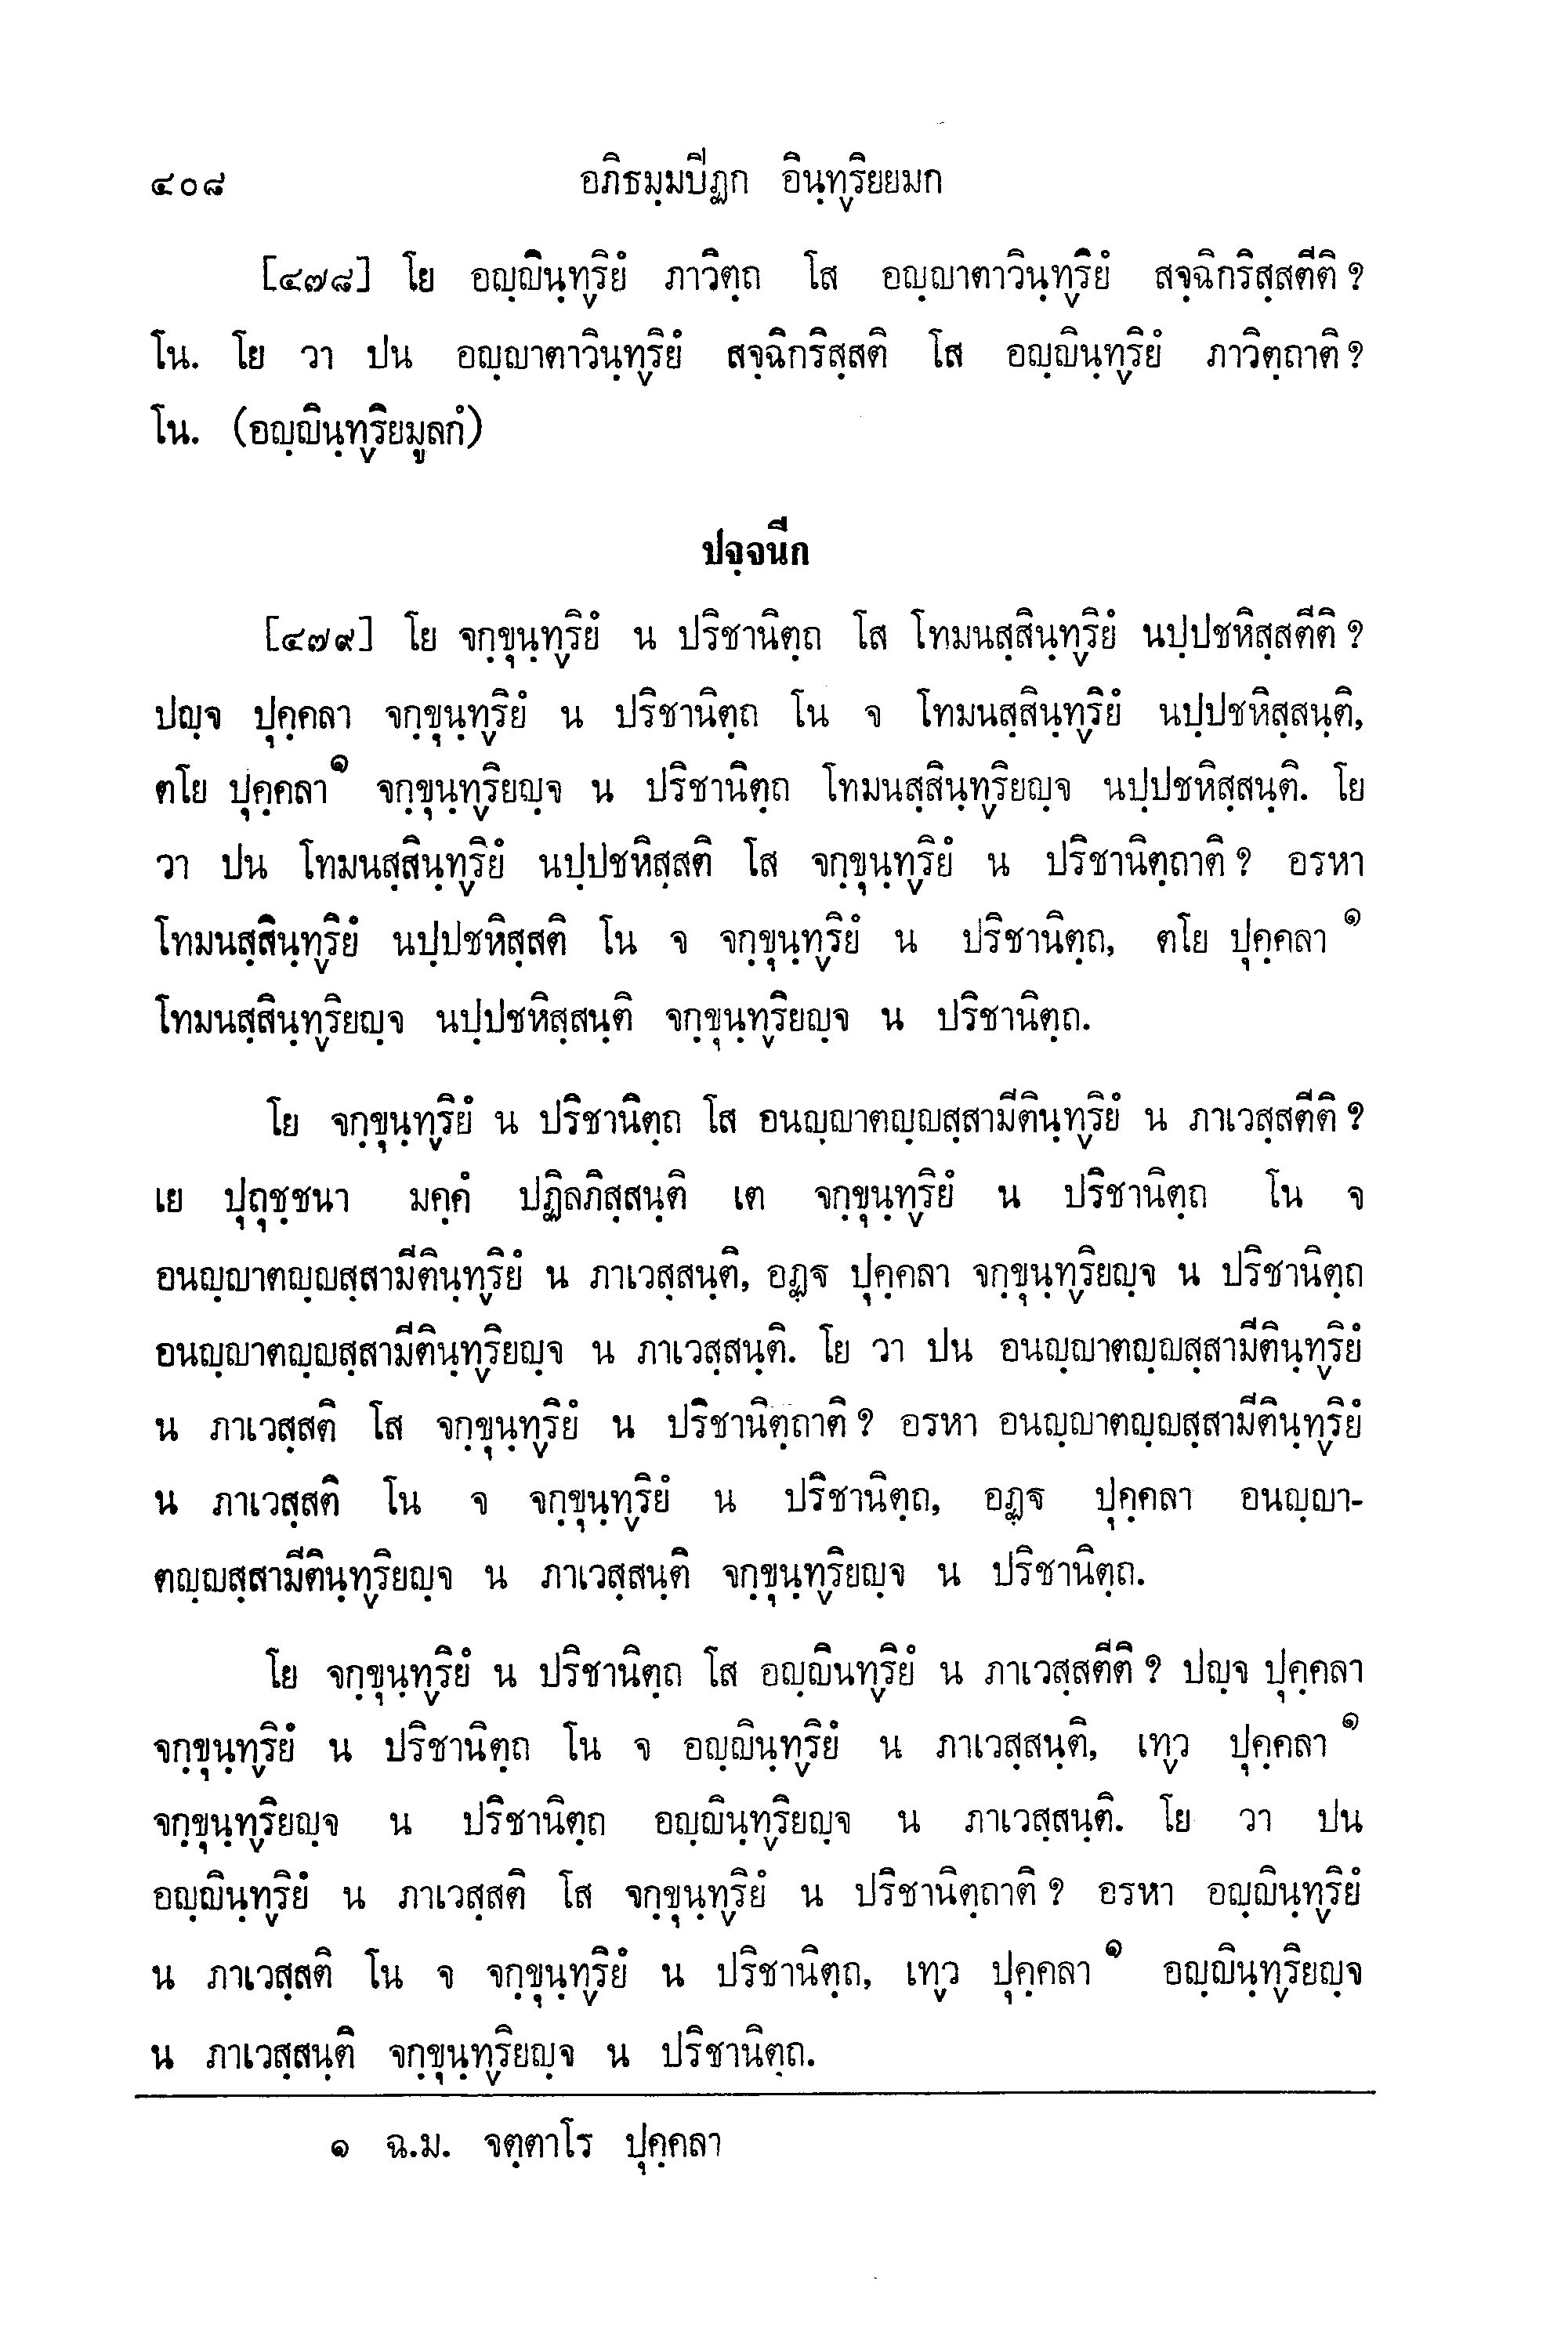 ๔๐๘ อภิธมฺมปิฏก อินฺทฺริยยมก
[๔๗๘] โย อญฺญินฺทฺริยํ ภาวิตฺถ โส อญฺญาตาวินฺทฺริยํ สจฺฉิกริสฺสตีติ ?
โน. โย วา ปน อญฺญาตาวินฺทฺริยํ สจฺฉิกริสฺสติ โส อญฺญินฺทฺริยํ ภาวิตฺถาติ ?
โน. (อญฺญินฺทฺริยมูลกํ)
ปจฺจนีก
[๔๗๙] โย จกฺขุนฺทฺริยํ น ปริชานิตฺถ โส โทมนสฺสินฺทฺริยํ นปฺปชหิสฺสตีติ ?
ปญฺจ ปุคฺคลา จกฺขุนฺทฺริยํ น ปริชานิตฺถ โน จ โทมนสฺสินฺทฺริยํ นปฺปชหิสฺสนฺติ,
ตโย ปุคฺคลา๑ จกฺขุนฺทฺริยญฺจ น ปริชานิตฺถ โทมนสฺสินฺทฺริยญฺจ นปฺปชหิสฺสนฺติ. โย
วา ปน โทมนสฺสินฺทฺริยํ นปฺปชหิสฺสติ โส จกฺขุนฺทฺริยํ น ปริชานิตฺถาติ ? อรหา
โทมนสฺสินฺทฺริยํ นปฺปชหิสฺสติ โน จ จกฺขุนฺทฺริยํ น ปริชานิตฺถ, ตโย ปุคฺคลา๑
โทมนสฺสินฺทฺริยญฺจ นปฺปชหิสฺสนฺติ จกฺขุนฺทฺริยญฺจ น ปริชานิตฺถ.
โย จกฺขุนฺทฺริยํ น ปริชานิตฺถ โส อนญฺญาตญฺญสฺสามีตินฺทฺริยํ น ภาเวสฺสตีติ ?
เย ปุถุชฺชนา มคฺคํ ปฏิลภิสฺสนฺติ เต จกฺขุนฺทฺริยํ น ปริชานิตฺถ โน จ
อนญฺญาตญฺญสฺสามีตินฺทฺริยํ น ภาเวสฺสนฺติ, อฏฺฐ ปุคฺคลา จกฺขุนฺทฺริยญฺจ น ปริชานิตฺถ
อนญฺญาตญฺญสฺสามีตินฺทฺริยญฺจ น ภาเวสฺสนฺติ. โย วา ปน อนญฺญาตญฺญสฺสามีตินฺทฺริยํ
น ภาเวสฺสติ โส จกฺขุนฺทฺริยํ น ปริชานิตฺถาติ ? อรหา อนญฺญาตญฺญสฺสามีตินฺทฺริยํ
น ภาเวสฺสติ โน จ จกฺขุนฺทฺริยํ น ปริชานิตฺถ, อฏฺฐ ปุคฺคลา อนญฺญา-
ตญฺญสฺสามีตินฺทฺริยญฺจ น ภาเวสฺสนฺติ จกฺขุนฺทฺริยญฺจ น ปริชานิตฺถ.
โย จกฺขุนฺทฺริยํ น ปริชานิตฺถ โส อญฺญินทฺริยํ น ภาเวสฺสตีติ ? ปญฺจ ปุคฺคลา
จกฺขุนฺทฺริยํ น ปริชานิตฺถ โน จ อญฺญินฺทฺริยํ น ภาเวสฺสนฺติ, เทฺว ปุคฺคลา๑
จกฺขุนฺทฺริยญฺจ น ปริชานิตฺถ อญฺญินฺทฺริยญฺจ น ภาเวสฺสนฺติ. โย วา ปน
อญฺญินฺทฺริยํ น ภาเวสฺสติ โส จกฺขุนฺทฺริยํ น ปริชานิตฺถาติ ? อรหา อญฺญินฺทฺริยํ
น ภาเวสฺสติ โน จ จกฺขุนฺทฺริยํ น ปริชานิตฺถ, เทฺว ปุคฺคลา๑ อญฺญินฺทฺริยญฺจ
น ภาเวสฺสนฺติ จกฺขุนฺทฺริยญฺจ น ปริชานิตฺถ.
๑ ฉ.ม. จตฺตาโร ปุคฺคลา